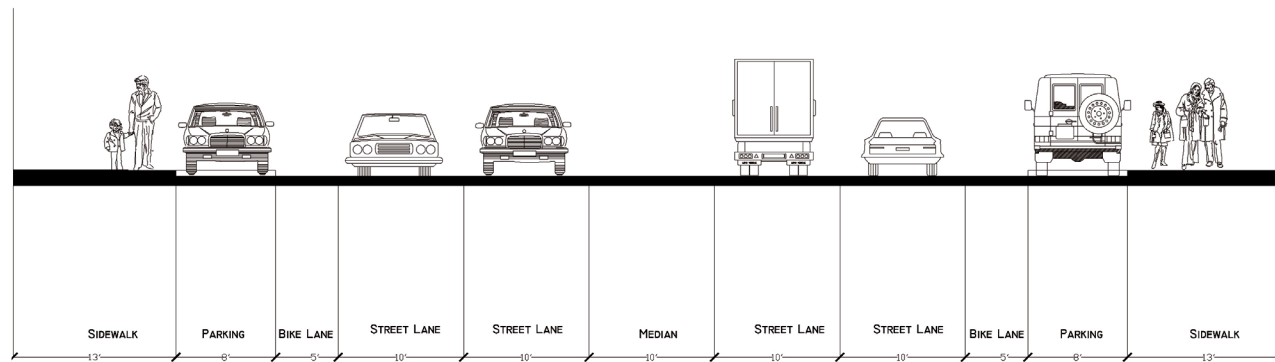 SIDEWALK PARKING BIKE LANE STREET LANE STREET LANE MEDIAN STREET LANE STREET LANE BIKE LANE PARKING SIDEWALK
13' 8' 5' 10' 10' 10' 10' 10' 5' 8' 13'